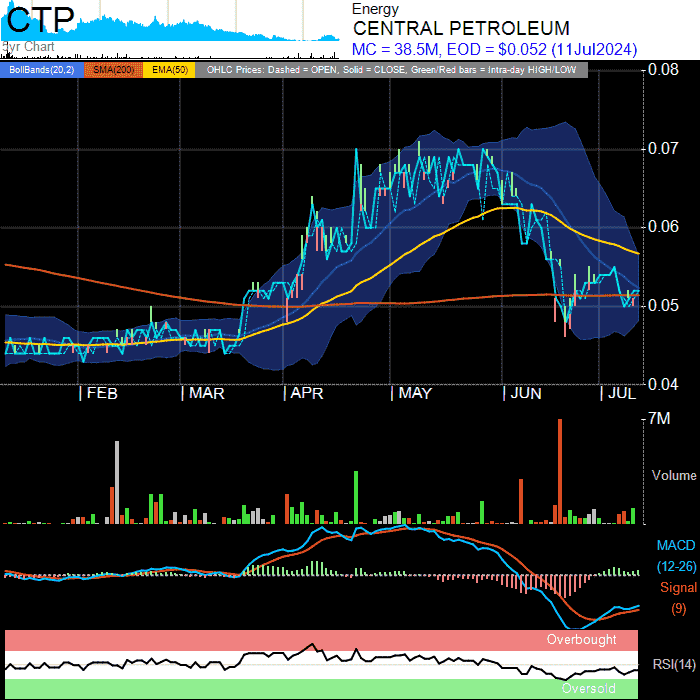 CTP
5yr Chart
Energy
CENTRAL PETROLEUM
MC = 38.5M, EOD = $0.052 (11Jul2024)
BollBands(20,2) SMA(200) EMA(50) OHLC Prices: Dashed = OPEN, Solid = CLOSE, Green/Red bars = Intra-day HIGH/LOW
0.08
0.07
0.06
0.05
0.04
FEB MAR APR MAY JUN JUL
7M
Volume
MACD
(12-26)
Signal
(9)
Overbought
RSI(14)
Oversold